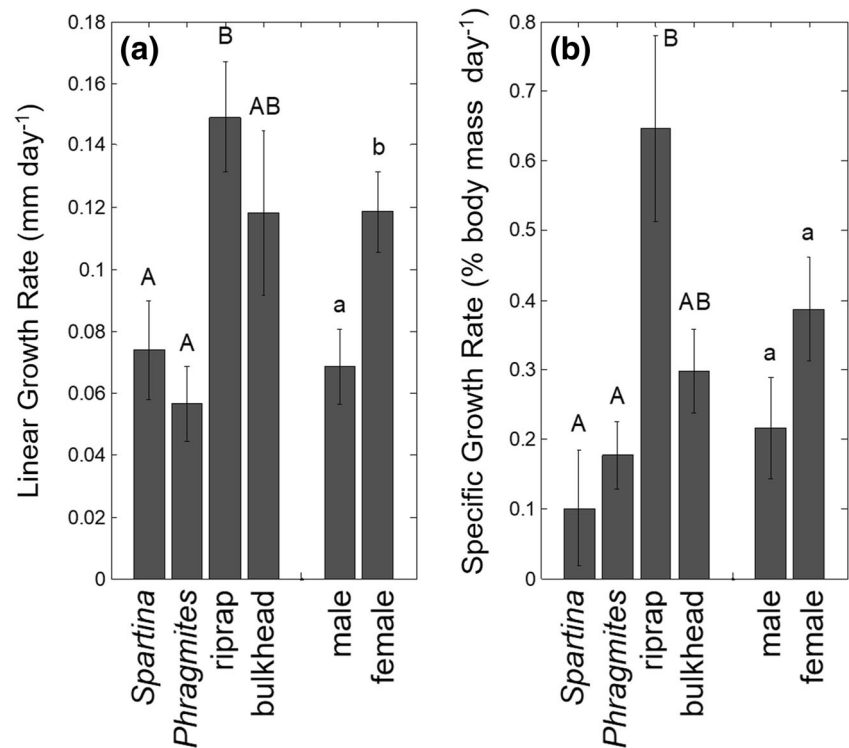 (a)
Linear Growth Rate (mm day⁻¹)
0.18
0.16
0.14
0.12
0.1
0.08
0.06
0.04
0.02
0
A
A
B
AB
a
b
Spartina
Phragmites
riprap
bulkhead
male
female
(b)
Specific Growth Rate (% body mass day⁻¹)
0.8
0.7
0.6
0.5
0.4
0.3
0.2
0.1
0
A
A
B
AB
a
a
Spartina
Phragmites
riprap
bulkhead
male
female